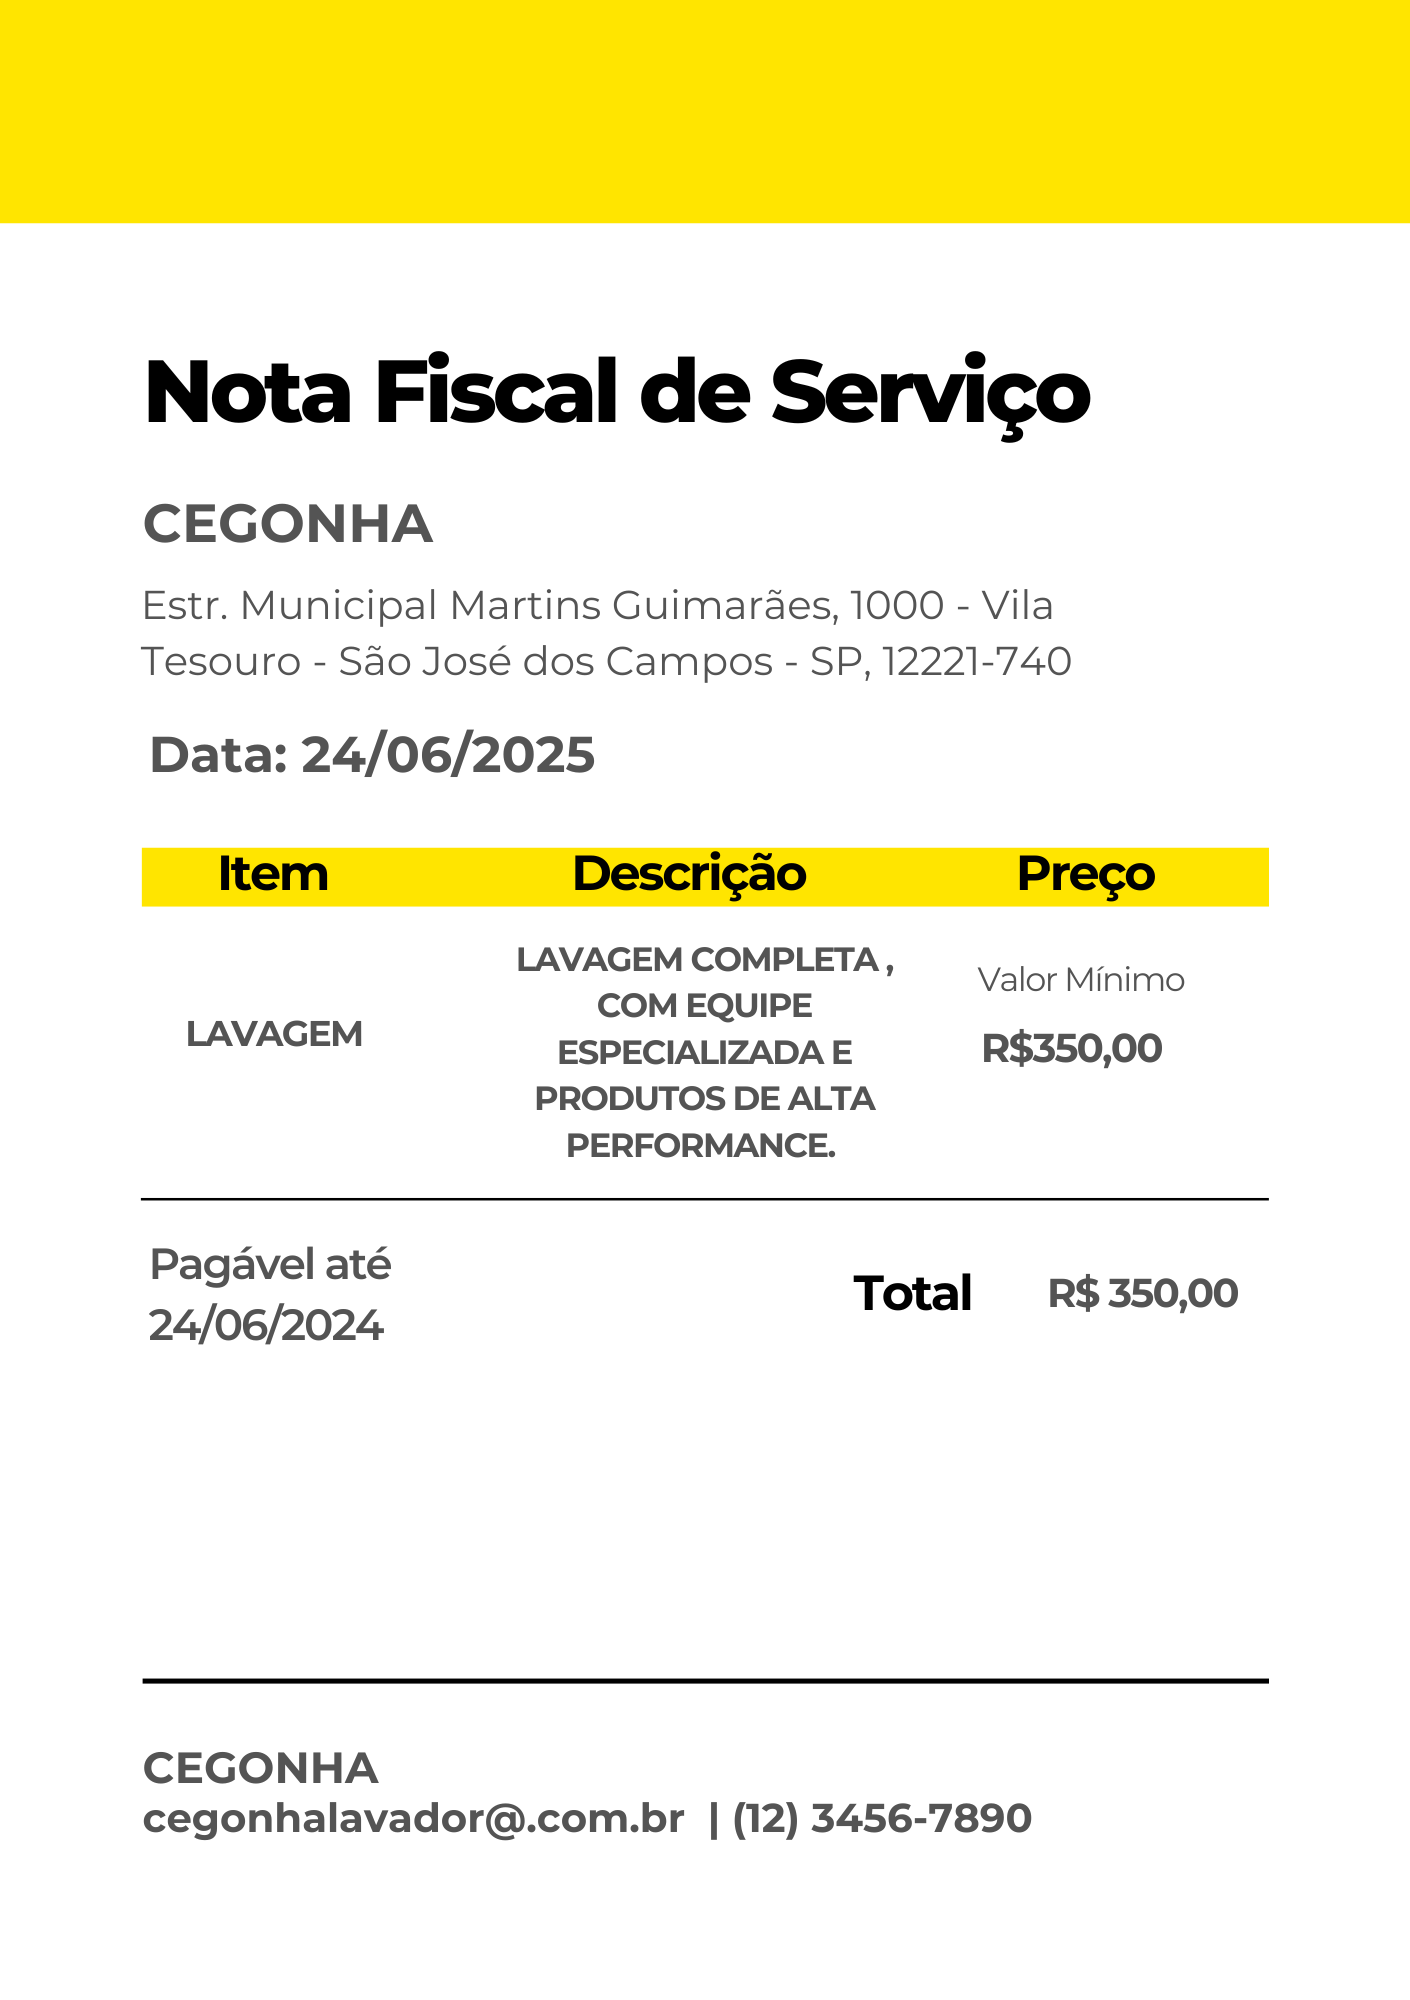 Nota Fiscal de Serviço
CEGONHA
Estr. Municipal Martins Guimarães, 1000 - Vila
Tesouro - São José dos Campos - SP, 12221-740
Data: 24/06/2025
Item Descrição Preço
LAVAGEM
LAVAGEM COMPLETA ,
COM EQUIPE
ESPECIALIZADA E
PRODUTOS DE ALTA
PERFORMANCE.
Valor Mínimo
R$350,00
Pagável até
24/06/2024
Total R$ 350,00
CEGONHA
cegonhalavador@.com.br | (12) 3456-7890